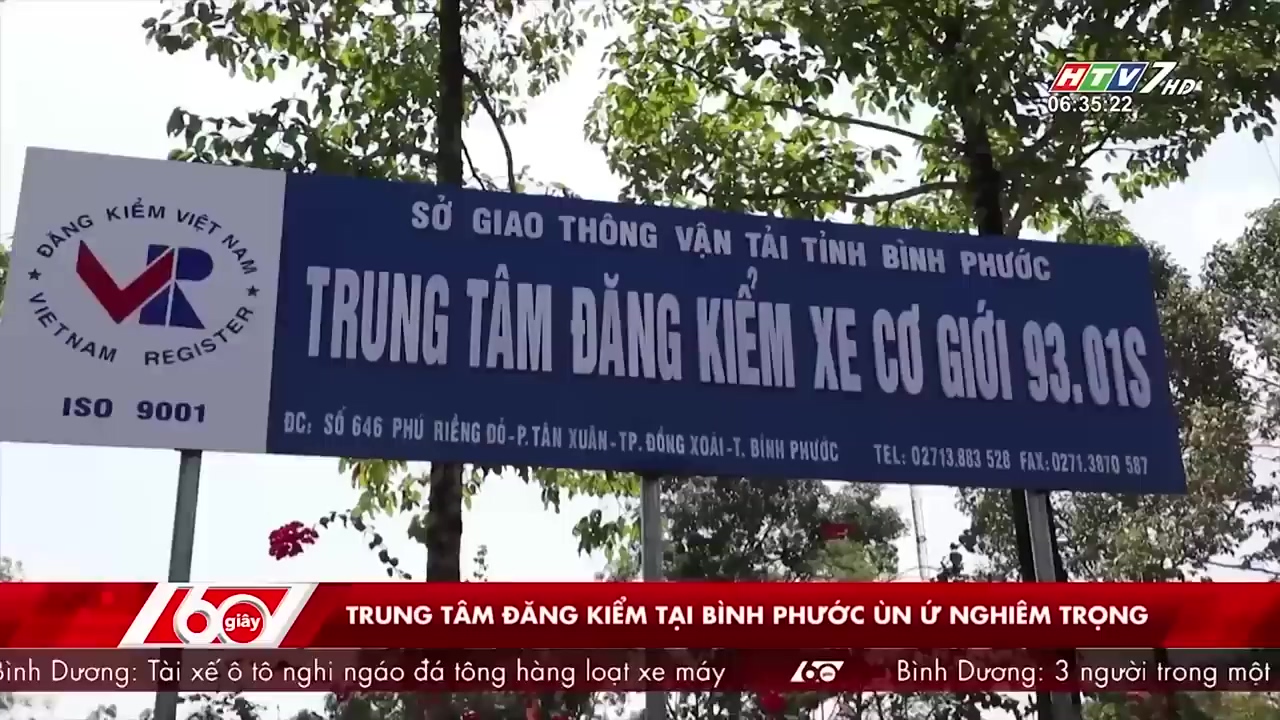 HTV7 HD
06:35:22
ĐĂNG KIỂM VIỆT NAM
VR
VIETNAM REGISTER
ISO 9001
SỞ GIAO THÔNG VẬN TẢI TỈNH BÌNH PHƯỚC
TRUNG TÂM ĐĂNG KIỂM XE CƠ GIỚI 93.01S
ĐC: SỐ 646 PHÚ RIỀNG ĐỎ-P.TÂN XUÂN-TP.ĐỒNG XOÀI-T. BÌNH PHƯỚC
TEL: 02713.883 528 FAX: 0271.3870 587
60 giây
TRUNG TÂM ĐĂNG KIỂM TẠI BÌNH PHƯỚC ÙN Ứ NGHIÊM TRỌNG
Bình Dương: Tài xế ô tô nghi ngáo đá tông hàng loạt xe máy
60 giây
Bình Dương: 3 người trong một